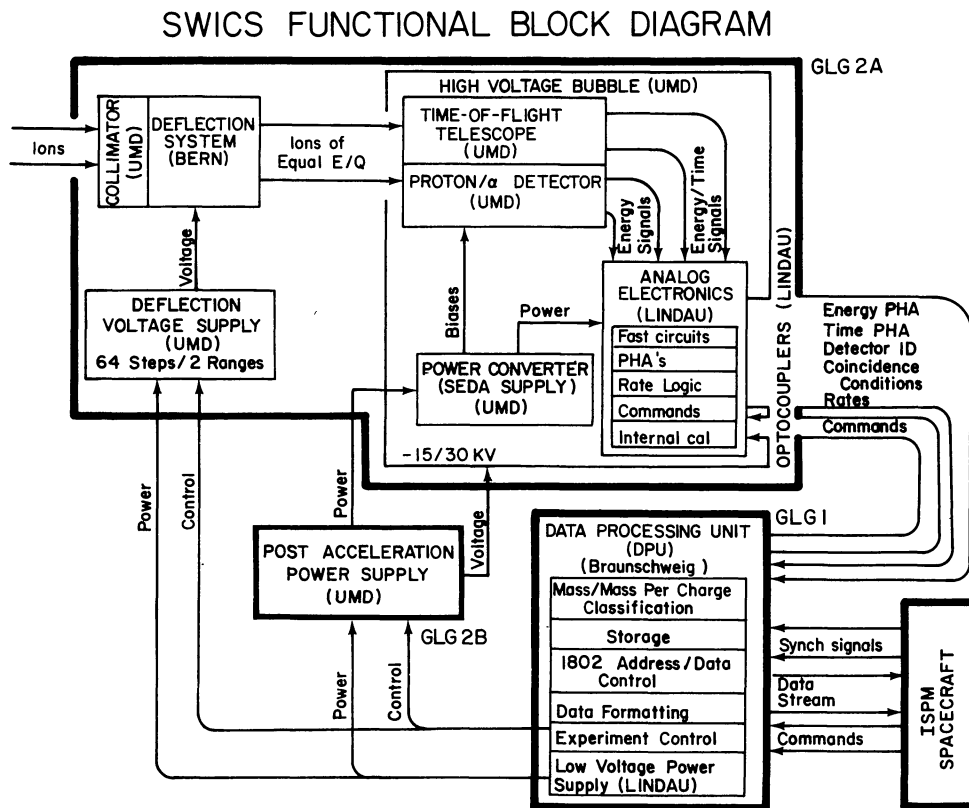 SWICS FUNCTIONAL BLOCK DIAGRAM
GLG 2A
HIGH VOLTAGE BUBBLE (UMD)
Ions
COLLIMATOR
(UMD)
DEFLECTION
SYSTEM
(BERN)
Ions of
Equal E/Q
TIME-OF-FLIGHT
TELESCOPE
(UMD)
PROTON/α DETECTOR
(UMD)
Energy
Signals
Energy/Time
Signals
Voltage
DEFLECTION
VOLTAGE SUPPLY
(UMD)
64 Steps/2 Ranges
Biases
Power
POWER CONVERTER
(SEDA SUPPLY)
(UMD)
ANALOG
ELECTRONICS
(LINDAU)
Fast circuits
PHA's
Rate Logic
Commands
Internal cal
OPTOCOUPLERS (LINDAU)
Energy PHA
Time PHA
Detector ID
Coincidence
Conditions
Rates
Commands
-15/30 KV
Power
Control
Power
Voltage
POST ACCELERATION
POWER SUPPLY
(UMD)
GLG 2B
Power
Control
GLG 1
DATA PROCESSING UNIT
(DPU)
(Braunschweig)
Mass/Mass Per Charge
Classification
Storage
1802 Address/Data
Control
Data Formatting
Experiment Control
Low Voltage Power
Supply (LINDAU)
Synch signals
Data
Stream
Commands
ISPM
SPACECRAFT